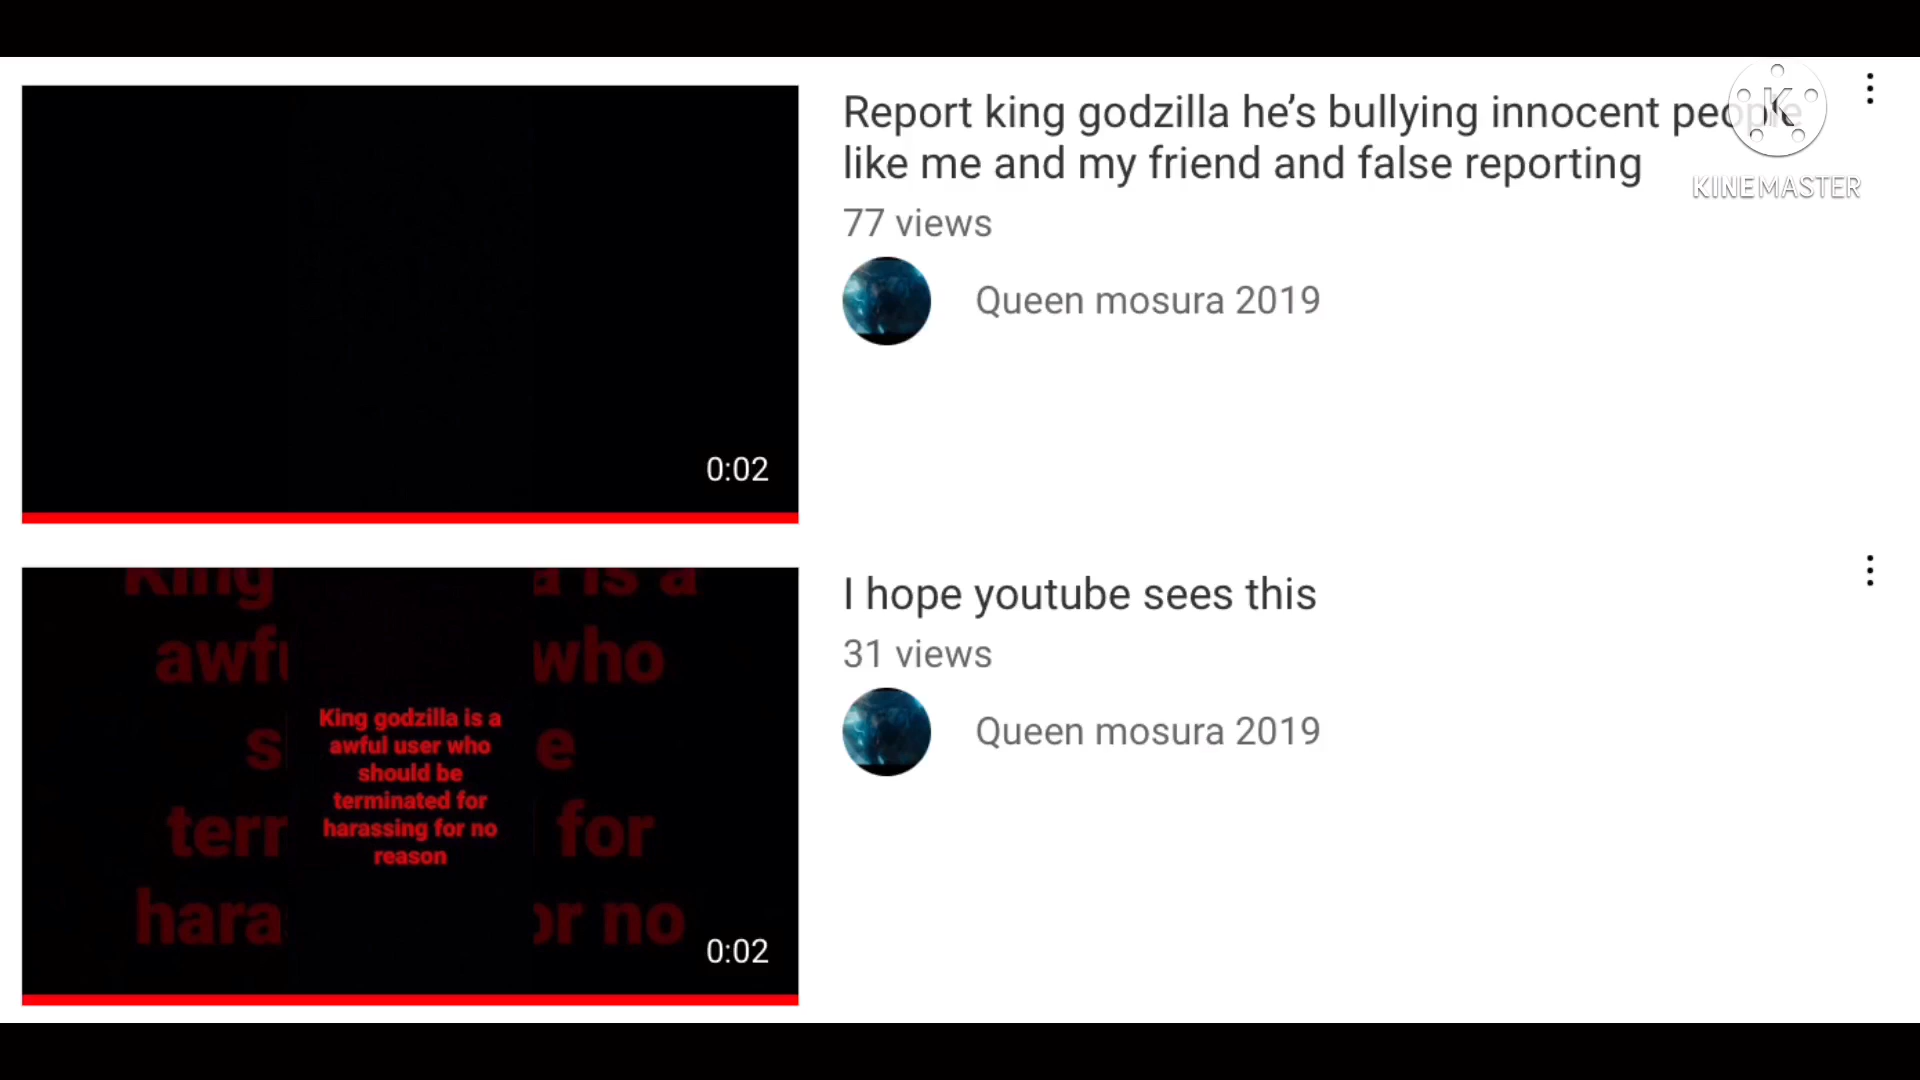 Report king godzilla he's bullying innocent people
like me and my friend and false reporting
77 views
Queen mosura 2019
0:02
K
KINEMASTER
I hope youtube sees this
31 views
Queen mosura 2019
King godzilla is a
awful user who
should be
terminated for
harassing for no
reason
0:02